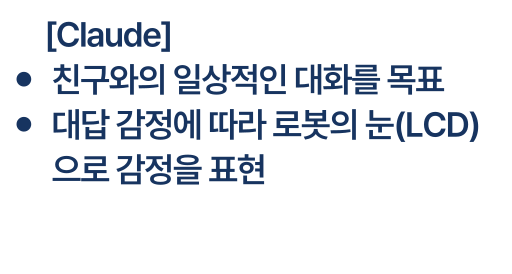 [Claude]
● 친구와의 일상적인 대화를 목표
● 대답 감정에 따라 로봇의 눈(LCD)
으로 감정을 표현